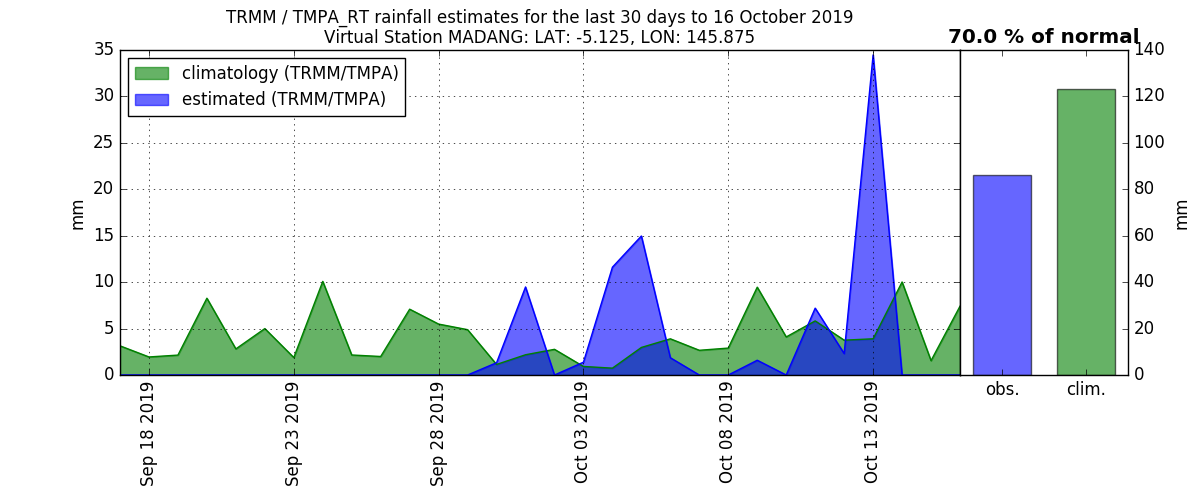 TRMM / TMPA_RT rainfall estimates for the last 30 days to 16 October 2019
Virtual Station MADANG: LAT: -5.125, LON: 145.875
70.0 % of normal
climatology (TRMM/TMPA)
estimated (TRMM/TMPA)
35
30
25
20
15
10
5
0
mm
Sep 18 2019
Sep 23 2019
Sep 28 2019
Oct 03 2019
Oct 08 2019
Oct 13 2019
140
120
100
80
60
40
20
0
mm
obs.
clim.